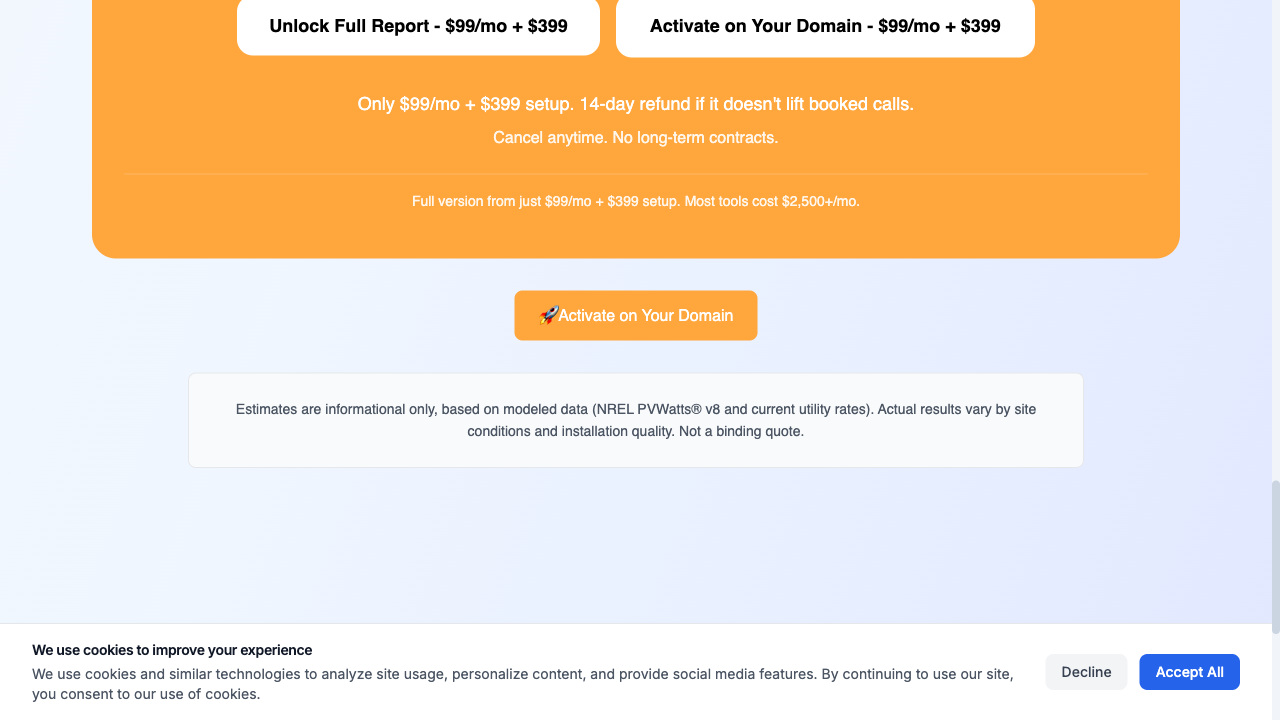 Unlock Full Report - $99/mo + $399
Activate on Your Domain - $99/mo + $399
Only $99/mo + $399 setup. 14-day refund if it doesn't lift booked calls.
Cancel anytime. No long-term contracts.
Full version from just $99/mo + $399 setup. Most tools cost $2,500+/mo.
🚀Activate on Your Domain
Estimates are informational only, based on modeled data (NREL PVWatts® v8 and current utility rates). Actual results vary by site
conditions and installation quality. Not a binding quote.
We use cookies to improve your experience
We use cookies and similar technologies to analyze site usage, personalize content, and provide social media features. By continuing to use our site,
you consent to our use of cookies.
Decline
Accept All